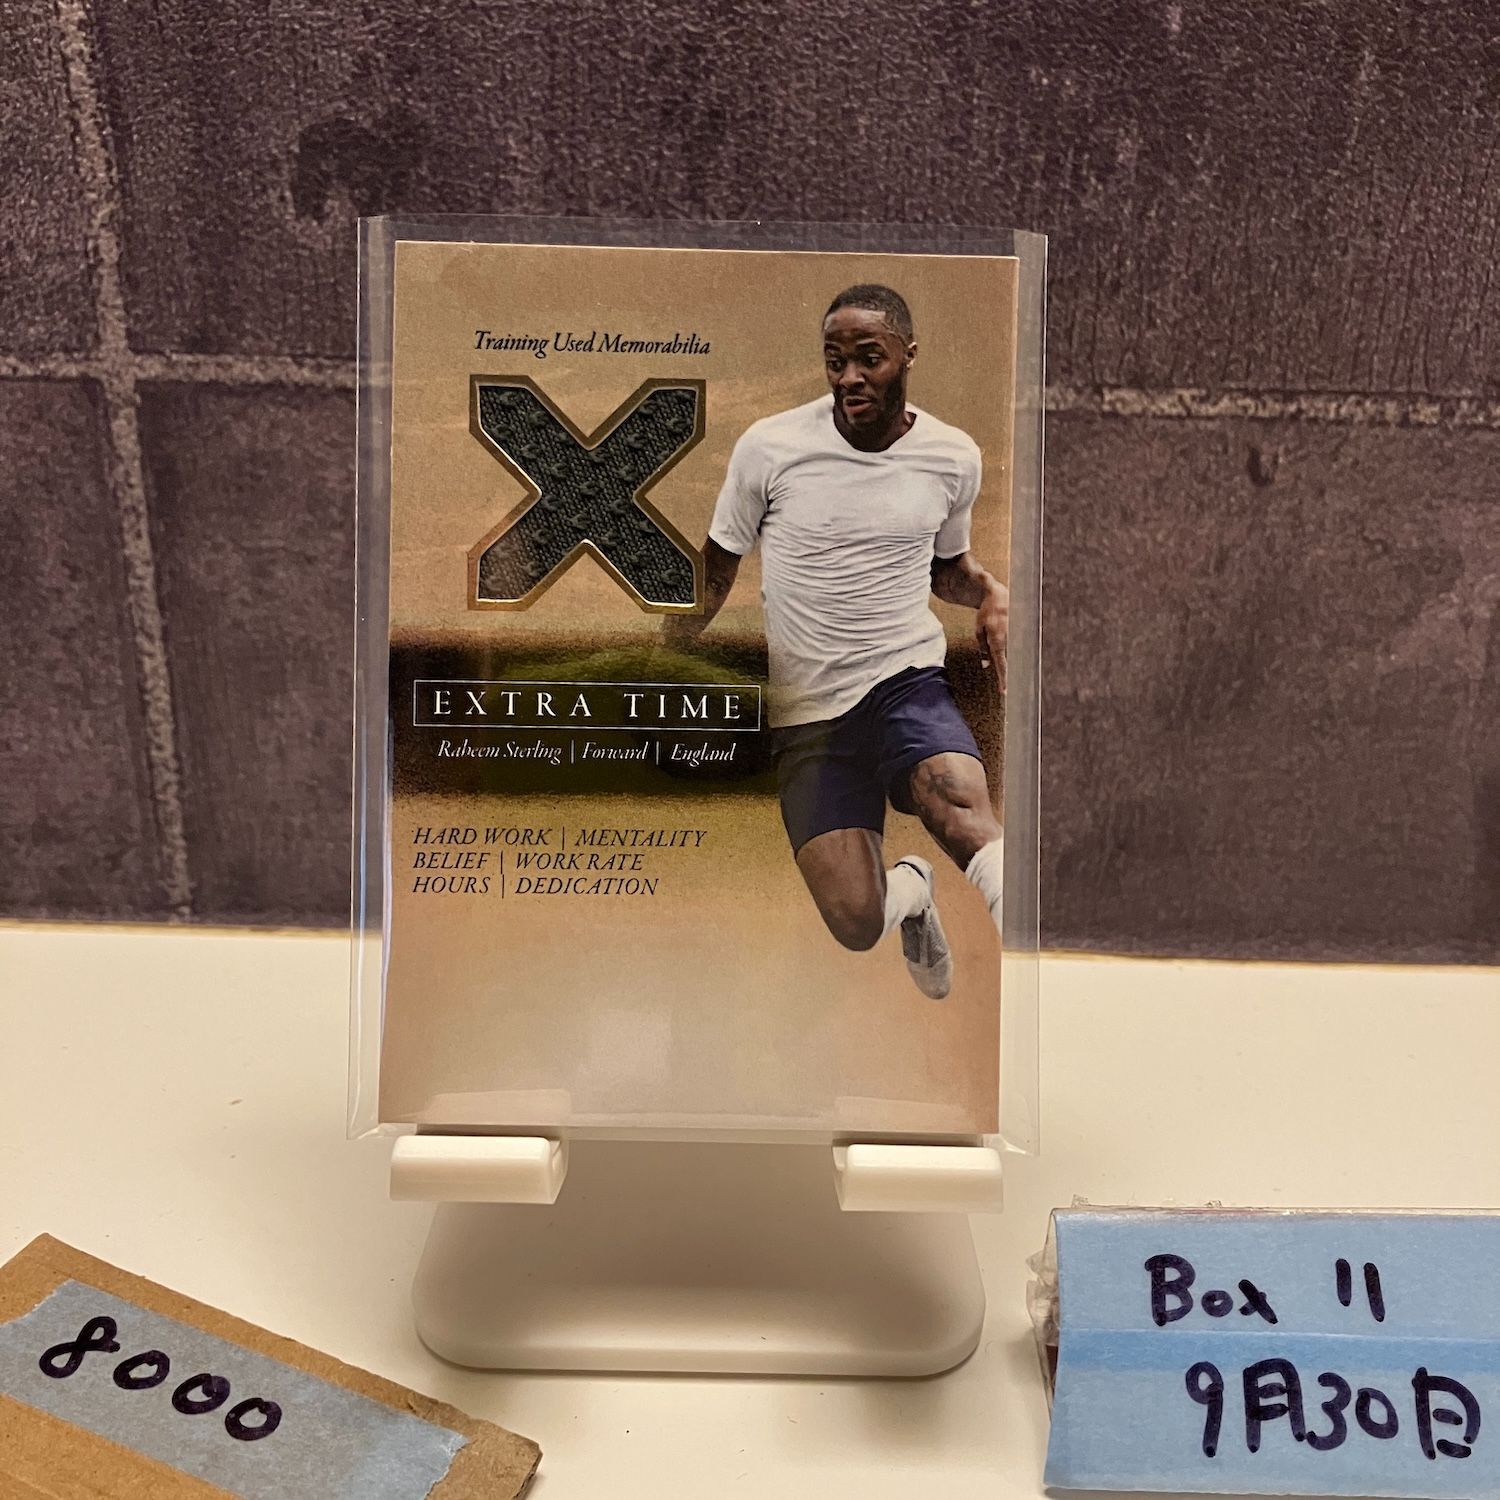 Training Used Memorabilia
X
EXTRA TIME
Raheem Sterling | Forward | England
HARD WORK | MENTALITY
BELIEF | WORK RATE
HOURS | DEDICATION
8000
Box 11
9月30日